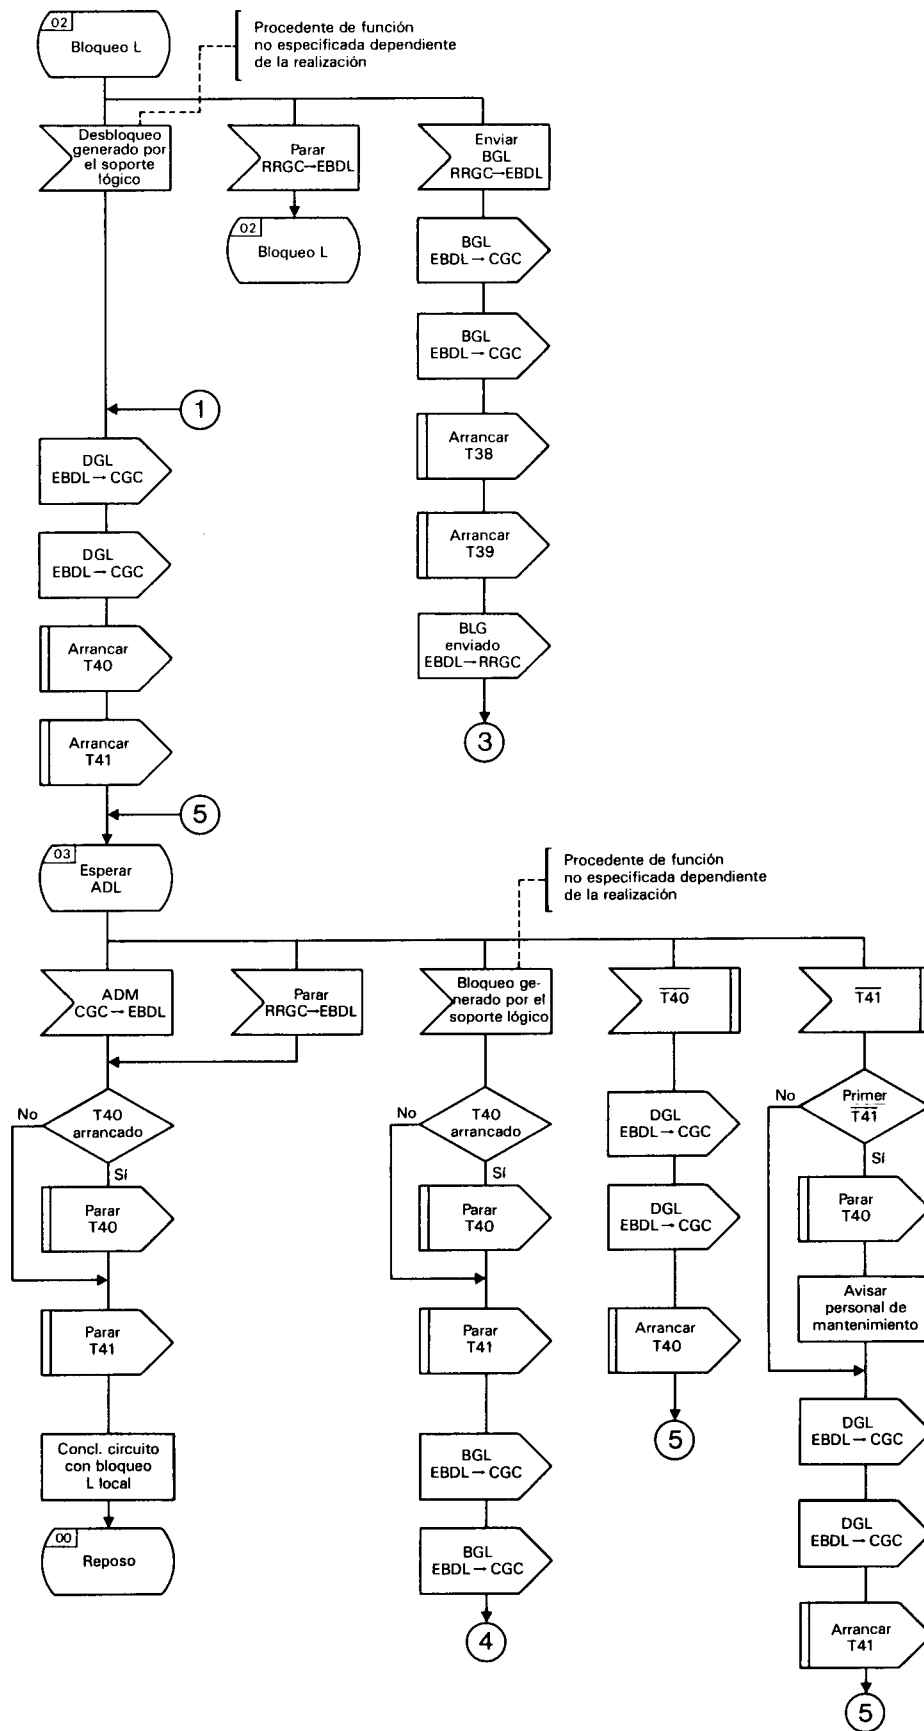 02
Bloqueo L
Procedente de función
no especificada dependiente
de la realización
Desbloqueo
generado por
el soporte
lógico
Parar
RRGC→EBDL
Enviar
BGL
RRGC→EBDL
02
Bloqueo L
BGL
EBDL→CGC
BGL
EBDL→CGC
1
DGL
EBDL→CGC
Arrancar
T38
DGL
EBDL→CGC
Arrancar
T39
Arrancar
T40
BLG
enviado
EBDL→RRGC
Arrancar
T41
3
5
03
Esperar
ADL
Procedente de función
no especificada dependiente
de la realización
ADM
CGC→EBDL
Parar
RRGC→EBDL
Bloqueo ge-
nerado por el
soporte lógico
T40
T41
No
T40
arrancado
Sí
No
T40
arrancado
Sí
DGL
EBDL→CGC
No
Primer
T41
Sí
Parar
T40
Parar
T40
DGL
EBDL→CGC
Parar
T40
Avisar
personal de
mantenimiento
Parar
T41
Parar
T41
Arrancar
T40
5
DGL
EBDL→CGC
Concl. circuito
con bloqueo
L local
BGL
EBDL→CGC
DGL
EBDL→CGC
00
Reposo
BGL
EBDL→CGC
Arrancar
T41
4
5